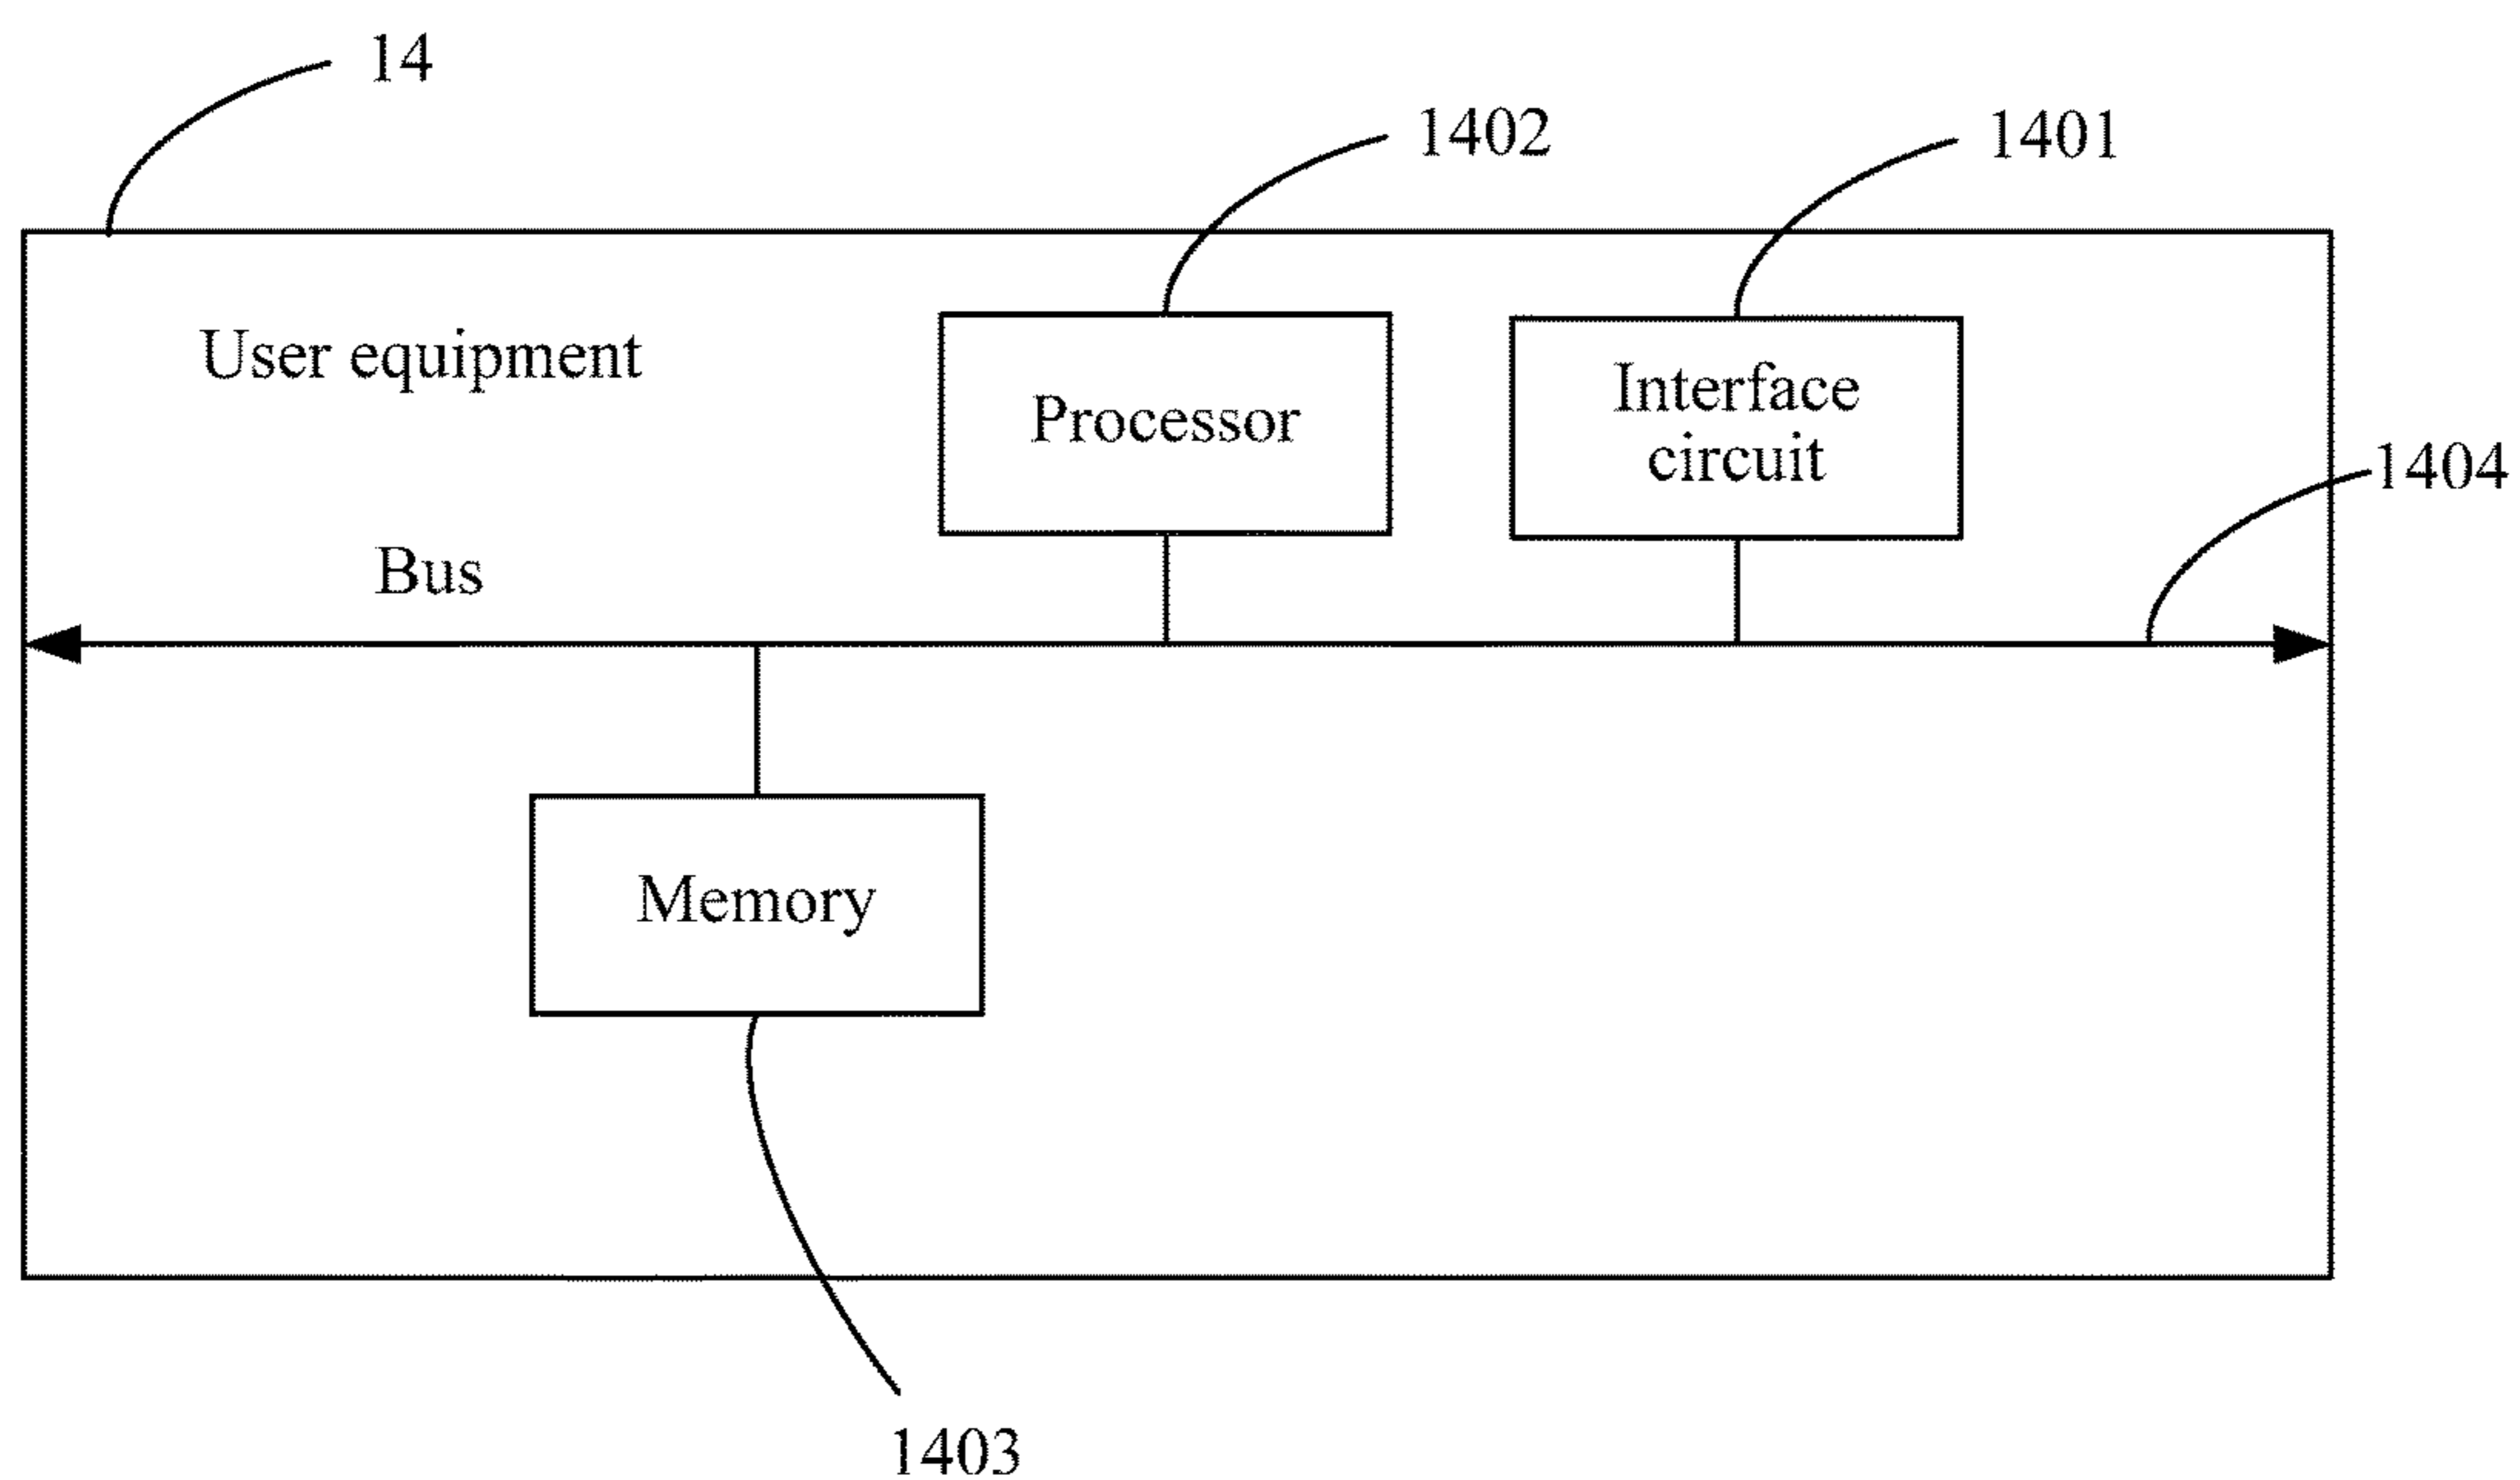 14
1402
1401
User equipment
Processor
Interface
circuit
1404
Bus
Memory
1403